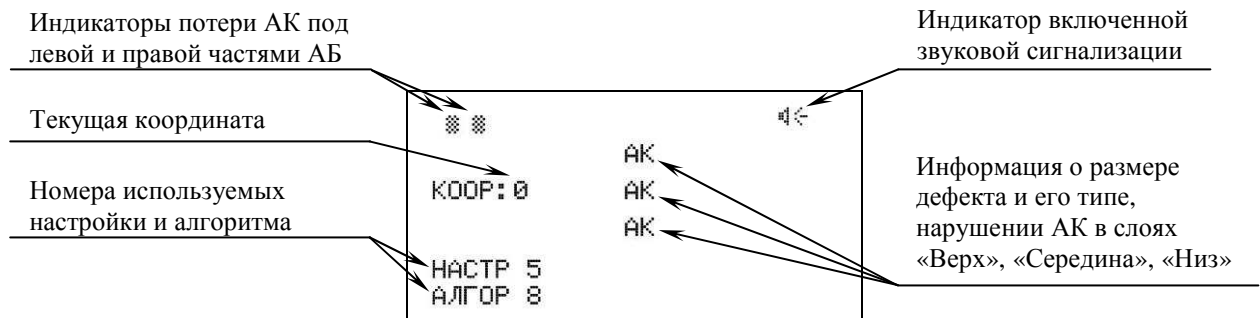 Индикаторы потери АК под
левой и правой частями АБ
Индикатор включенной
звуковой сигнализации
Текущая координата
Номера используемых
настройки и алгоритма
АК
КООР:0 АК
АК
НАСТР 5
АЛГОР 8
Информация о размере
дефекта и его типе,
нарушении АК в слоях
«Верх», «Середина», «Низ»